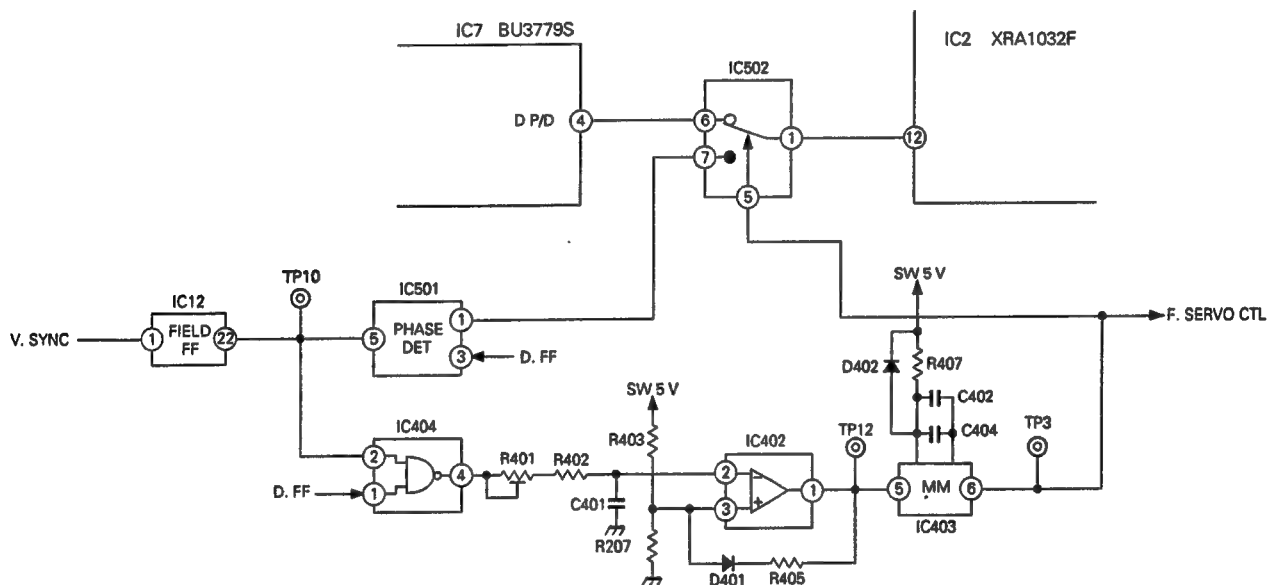 IC7 BU3779S
IC2 XRA1032F
IC502
D P/D
4
6
1
12
7
5
SW 5 V
TP10
IC12
IC501
V. SYNC
1
FIELD
FF
22
5
PHASE
DET
1
3
D. FF
F. SERVO CTL
D402
R407
SW 5 V
C402
IC404
R403
IC402
TP12
C404
TP3
2
R401
R402
4
2
−
1
5
MM
6
D. FF
1
C401
3
+
IC403
R207
D401
R405